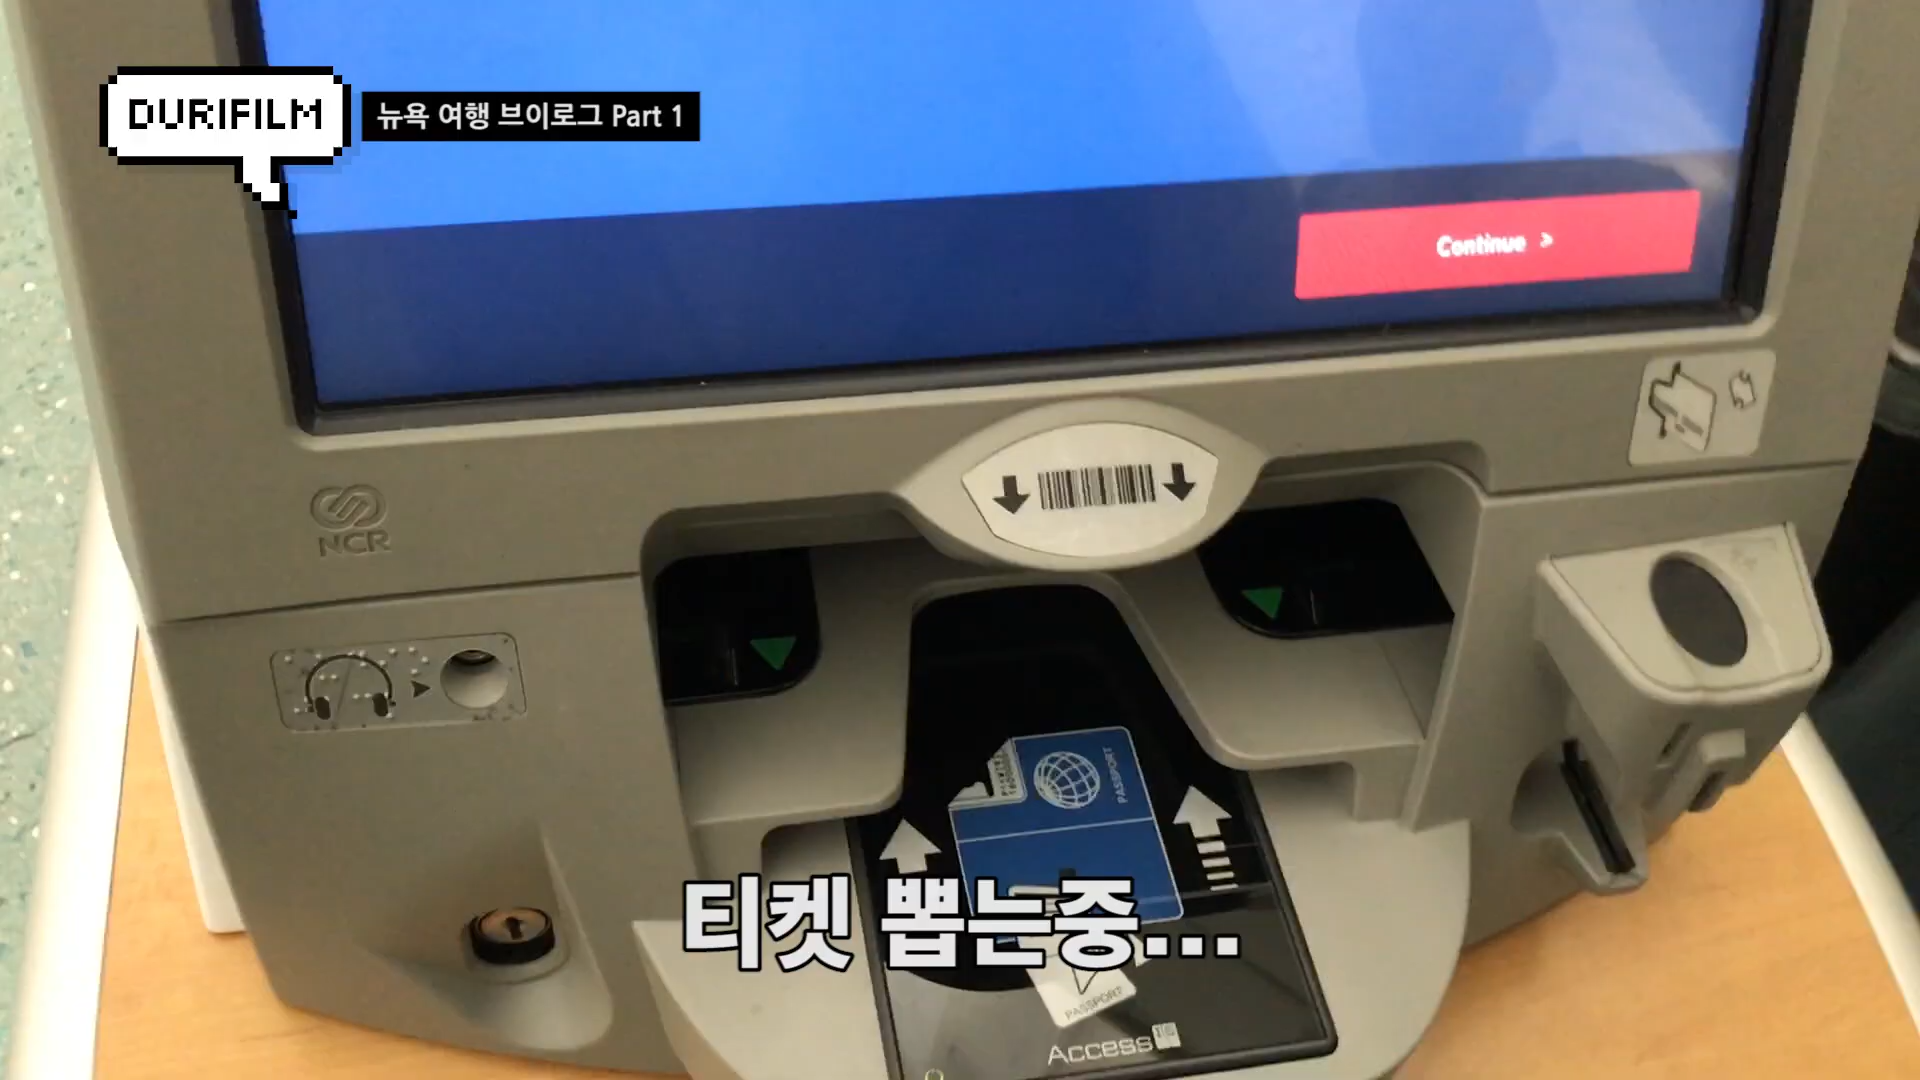 DURIFILM
뉴욕 여행 브이로그 Part 1
Continue >
NCR
PASSPORT
티켓 뽑는중...
PASSPORT
Access